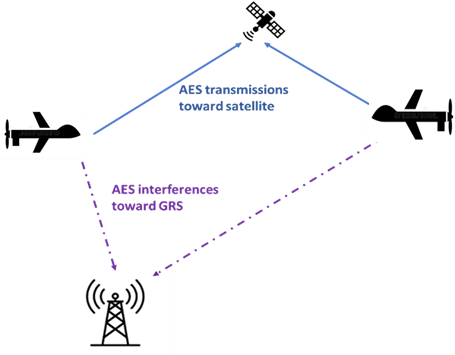 AES transmissions
toward satellite
AES interferences
toward GRS